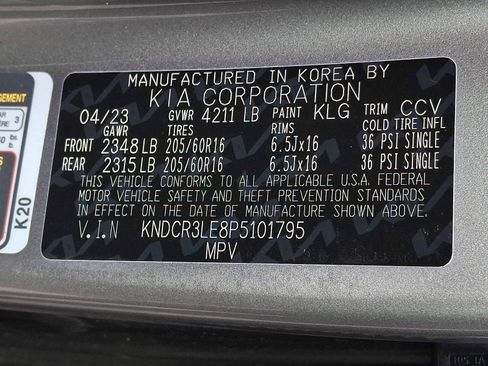 MANUFACTURED IN KOREA BY
KIA CORPORATION
04/23 GVWR 4211 LB PAINT KLG TRIM CCV
GAWR TIRES RIMS COLD TIRE INFL
FRONT 2348 LB 205/60R16 6.5Jx16 36 PSI SINGLE
REAR 2315 LB 205/60R16 6.5Jx16 36 PSI SINGLE
THIS VEHICLE CONFORMS TO ALL APPLICABLE U.S.A. FEDERAL
MOTOR VEHICLE SAFETY AND THEFT PREVENTION STANDARDS
IN EFFECT ON THE DATE OF MANUFACTURE SHOWN ABOVE.
V.I.N KNDCR3LE8P5101795
MPV
K20
3
lbs.